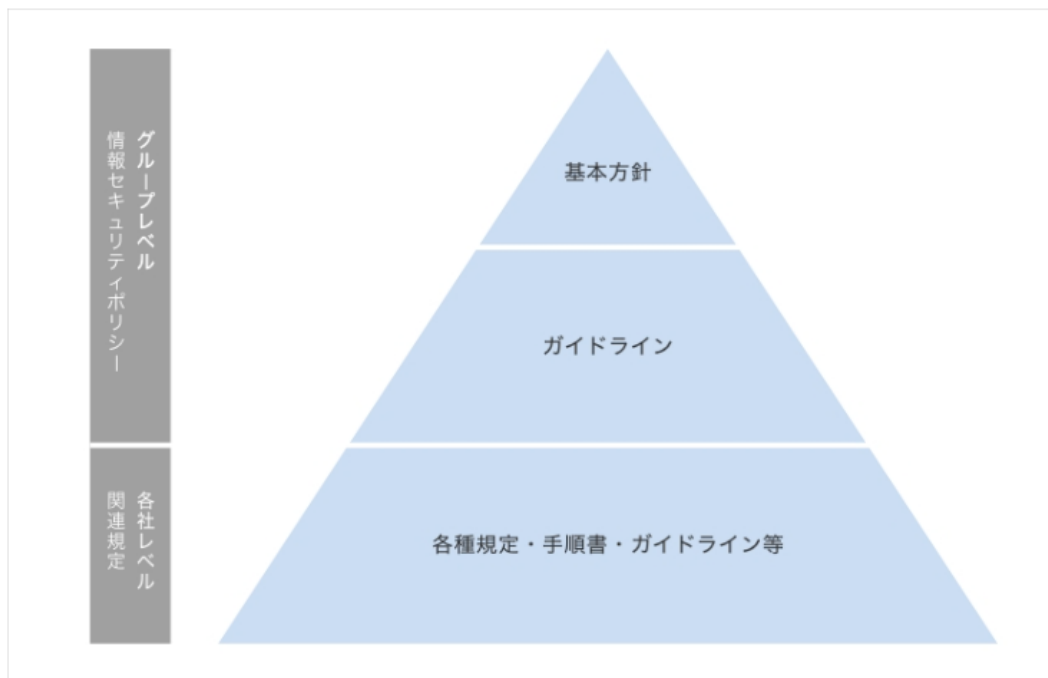 グループレベル
情報セキュリティポリシー
基本方針
ガイドライン
各社レベル
関連規定
各種規定・手順書・ガイドライン等